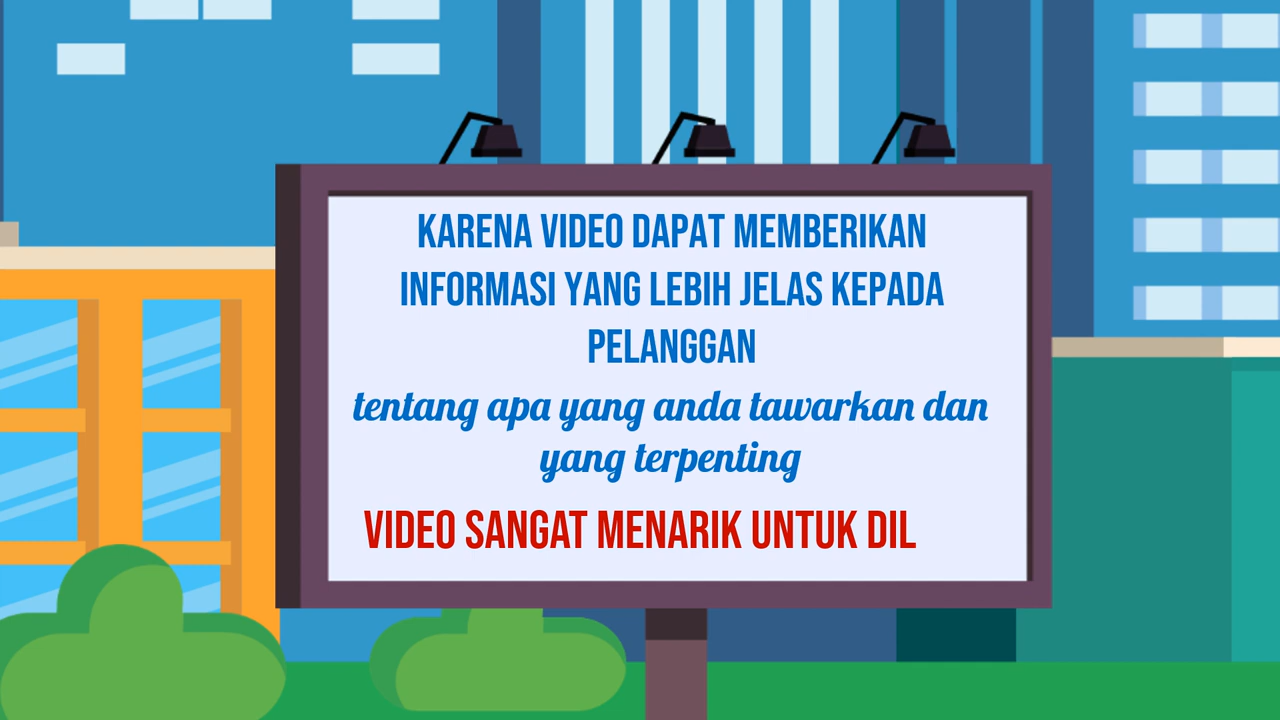 KARENA VIDEO DAPAT MEMBERIKAN
INFORMASI YANG LEBIH JELAS KEPADA
PELANGGAN
tentang apa yang anda tawarkan dan
yang terpenting
VIDEO SANGAT MENARIK UNTUK DIL